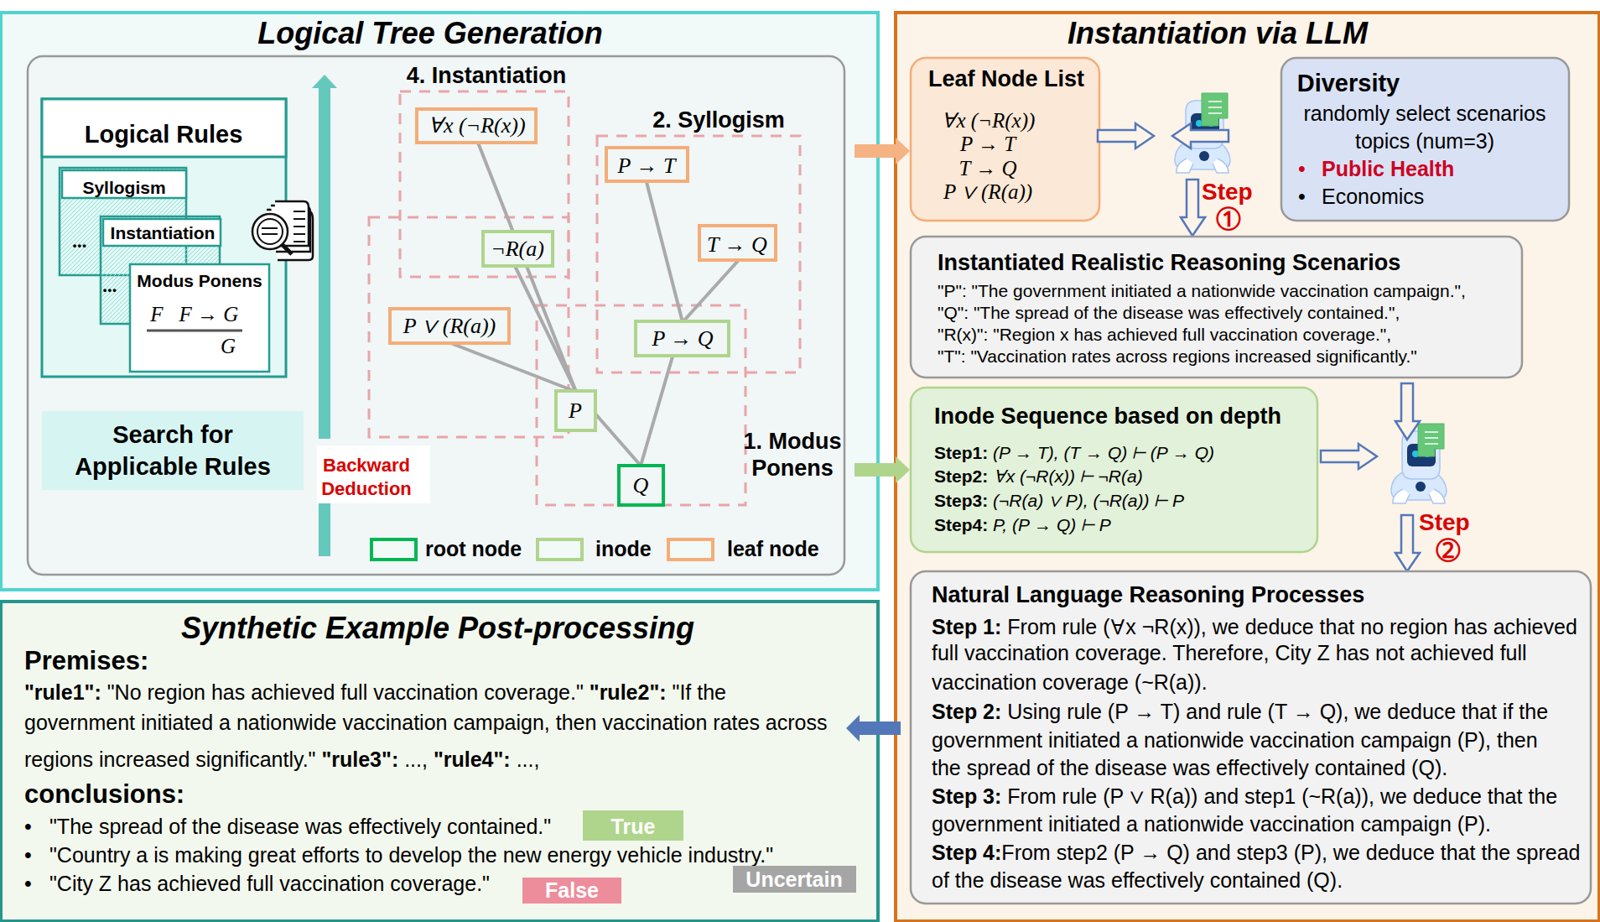 Logical Tree Generation
Logical Rules
Syllogism
...
Instantiation
...
Modus Ponens
F F → G
G
Search for
Applicable Rules
Backward
Deduction
4. Instantiation
∀x (¬R(x))
2. Syllogism
P → T
T → Q
¬R(a)
P ∨ (R(a))
P → Q
P
1. Modus
Ponens
Q
root node
inode
leaf node
Instantiation via LLM
Leaf Node List
∀x (¬R(x))
P → T
T → Q
P ∨ (R(a))
Step
①
Diversity
randomly select scenarios
topics (num=3)
• Public Health
• Economics
Instantiated Realistic Reasoning Scenarios
"P": "The government initiated a nationwide vaccination campaign.",
"Q": "The spread of the disease was effectively contained.",
"R(x)": "Region x has achieved full vaccination coverage.",
"T": "Vaccination rates across regions increased significantly."
Inode Sequence based on depth
Step1: (P → T), (T → Q) ⊢ (P → Q)
Step2: ∀x (¬R(x)) ⊢ ¬R(a)
Step3: (¬R(a) ∨ P), (¬R(a)) ⊢ P
Step4: P, (P → Q) ⊢ P
Step
②
Natural Language Reasoning Processes
Step 1: From rule (∀x ¬R(x)), we deduce that no region has achieved
full vaccination coverage. Therefore, City Z has not achieved full
vaccination coverage (~R(a)).
Step 2: Using rule (P → T) and rule (T → Q), we deduce that if the
government initiated a nationwide vaccination campaign (P), then
the spread of the disease was effectively contained (Q).
Step 3: From rule (P ∨ R(a)) and step1 (~R(a)), we deduce that the
government initiated a nationwide vaccination campaign (P).
Step 4:From step2 (P → Q) and step3 (P), we deduce that the spread
of the disease was effectively contained (Q).
Synthetic Example Post-processing
Premises:
"rule1": "No region has achieved full vaccination coverage." "rule2": "If the
government initiated a nationwide vaccination campaign, then vaccination rates across
regions increased significantly." "rule3": ..., "rule4": ...,
conclusions:
• "The spread of the disease was effectively contained." True
• "Country a is making great efforts to develop the new energy vehicle industry."
Uncertain
• "City Z has achieved full vaccination coverage." False